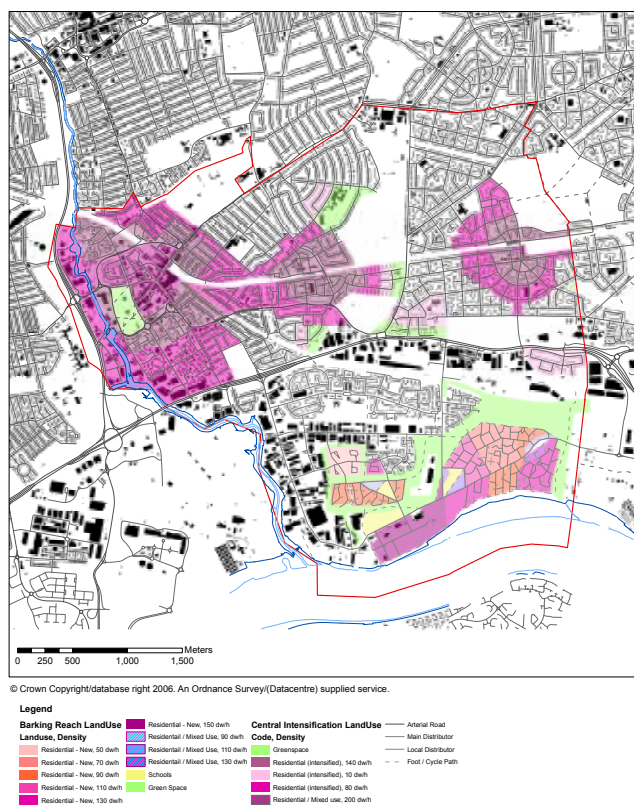 Meters
0 250 500 1,000 1,500
© Crown Copyright/database right 2006. An Ordnance Survey/(Datacentre) supplied service.
Legend
Barking Reach LandUse
Landuse, Density
Residential - New, 50 dw/h
Residential - New, 70 dw/h
Residential - New, 90 dw/h
Residential - New, 110 dw/h
Residential - New, 130 dw/h
Residential - New, 150 dw/h
Residentail / Mixed Use, 90 dw/h
Residentail / Mixed Use, 110 dw/h
Residentail / Mixed Use, 130 dw/h
Schools
Green Space
Central Intensification LandUse
Code, Density
Greenspace
Residential (intensified), 140 dw/h
Residential (intensified), 10 dw/h
Residential (intensified), 80 dw/h
Residential / Mixed use, 200 dw/h
Arterial Road
Main Distributor
Local Distributor
Foot / Cycle Path